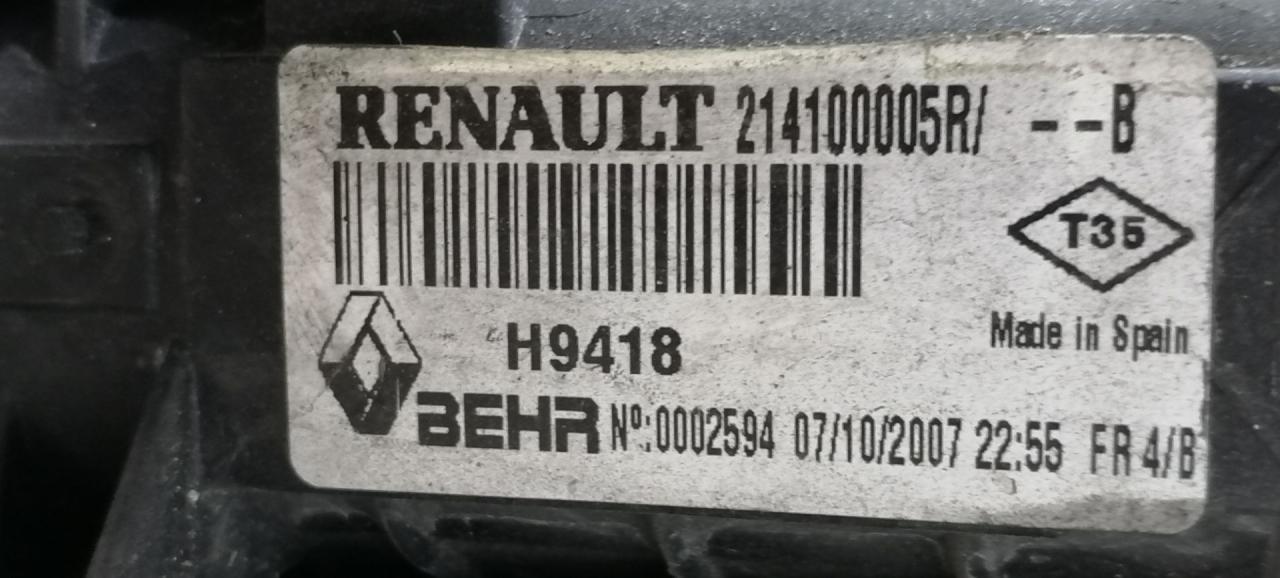 RENAULT 214100005R/ --B
T35
Made in Spain
H9418
BEHR Nº:0002594 07/10/2007 22:55 FR 4/B